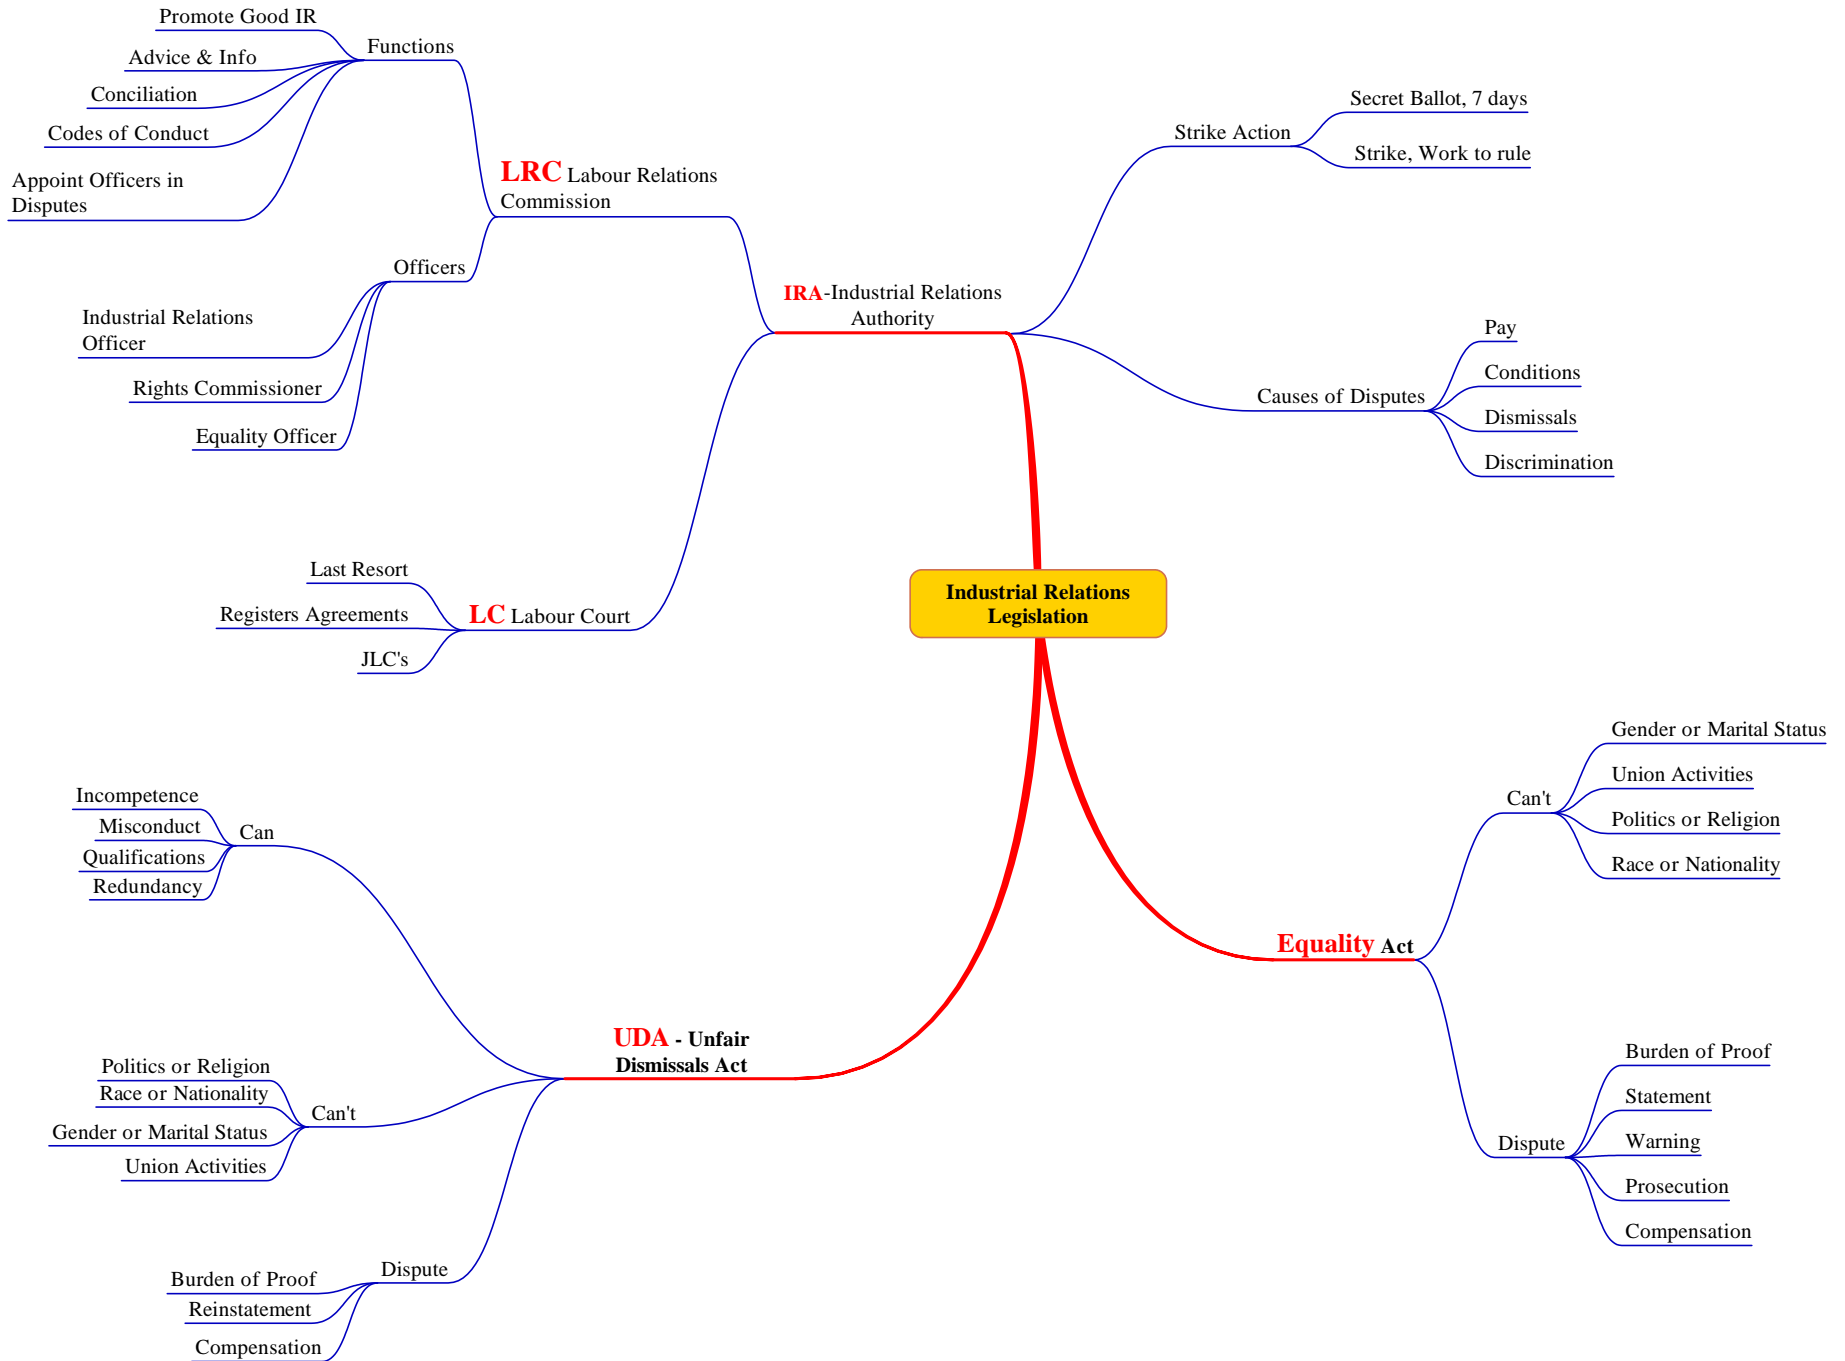 Promote Good IR
Advice & Info
Conciliation
Codes of Conduct
Appoint Officers in
Disputes
Functions
LRC Labour Relations
Commission
Officers
Industrial Relations
Officer
Rights Commissioner
Equality Officer
IRA-Industrial Relations
Authority
Strike Action
Secret Ballot, 7 days
Strike, Work to rule
Causes of Disputes
Pay
Conditions
Dismissals
Discrimination
Last Resort
Registers Agreements
JLC's
LC Labour Court
Industrial Relations
Legislation
Incompetence
Misconduct
Qualifications
Redundancy
Can
Politics or Religion
Race or Nationality
Gender or Marital Status
Union Activities
Can't
UDA - Unfair
Dismissals Act
Dispute
Burden of Proof
Reinstatement
Compensation
Equality Act
Can't
Gender or Marital Status
Union Activities
Politics or Religion
Race or Nationality
Dispute
Burden of Proof
Statement
Warning
Prosecution
Compensation